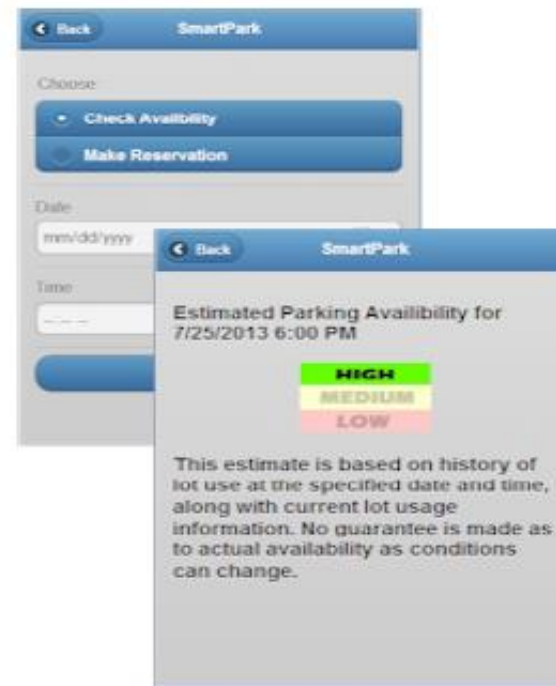 Back SmartPark
Choose
Check Availbility
Make Reservation
Date
mm/dd/yyyy
Time
Back SmartPark
Estimated Parking Availibility for
7/25/2013 6:00 PM
HIGH
MEDIUM
LOW
This estimate is based on history of
lot use at the specified date and time,
along with current lot usage
information. No guarantee is made as
to actual availability as conditions
can change.